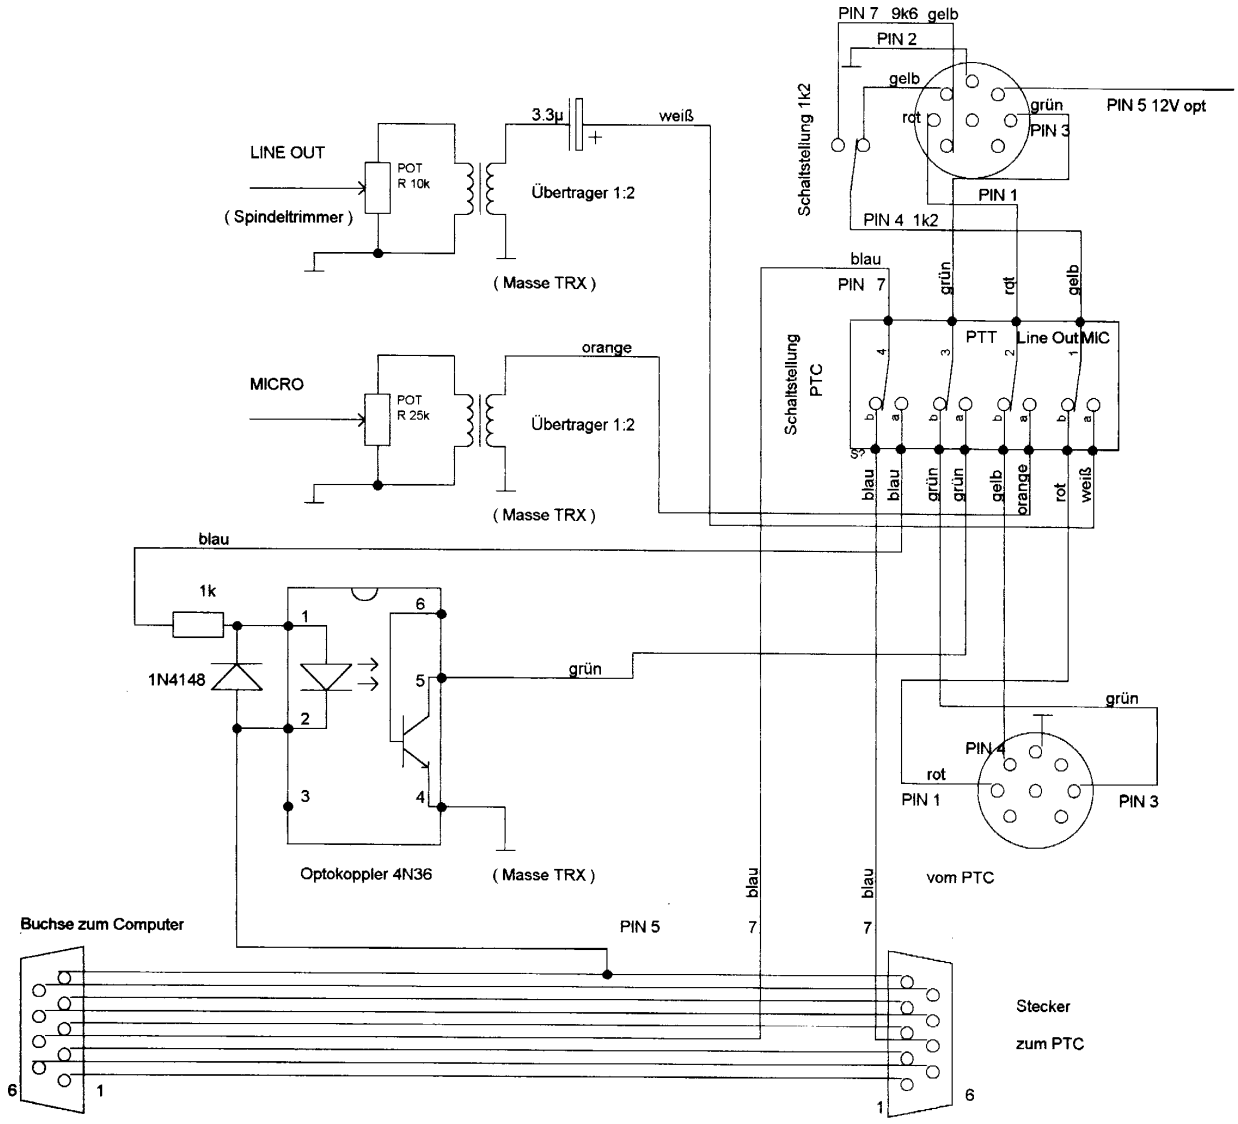 PIN 7 9k6 gelb
PIN 2
gelb
Schaltstellung 1k2
rot
grün
PIN 3
PIN 5 12V opt
PIN 1
PIN 4 1k2
3.3µ
+
weiß
LINE OUT
POT
R 10k
Übertrager 1:2
( Spindeltrimmer )
( Masse TRX )
blau
PIN 7
grün
rot
gelb
orange
MICRO
POT
R 25k
Übertrager 1:2
( Masse TRX )
Schaltstellung
PTC
PTT
Line Out MIC
4
3
2
1
b
a
b
a
b
a
b
a
S?
blau
blau
grün
grün
gelb
orange
rot
weiß
blau
1k
1N4148
1
2
3
6
5
4
grün
Optokoppler 4N36
( Masse TRX )
grün
PIN 4
rot
PIN 1
PIN 3
vom PTC
blau
blau
Buchse zum Computer
PIN 5
7
7
Stecker
zum PTC
6
1
1
6